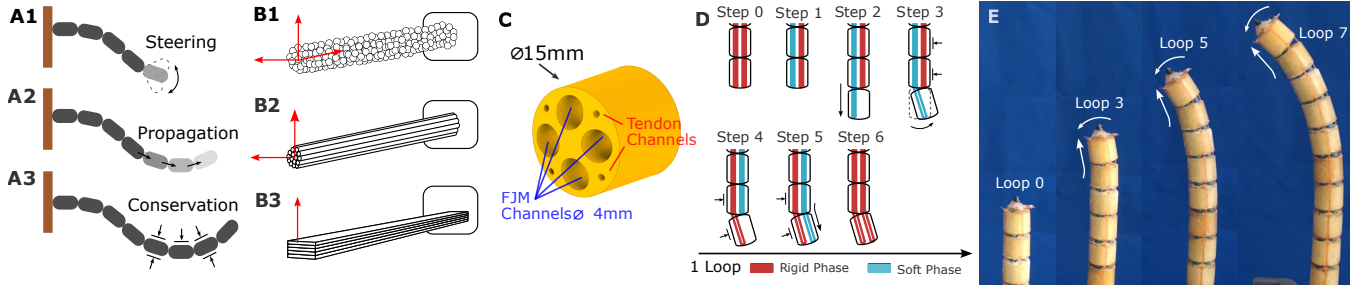 A1
Steering
A2
Propagation
A3
Conservation
B1
B2
B3
C
⌀15mm
Tendon
Channels
FJM
Channels⌀ 4mm
D
Step 0
Step 1
Step 2
Step 3
Step 4
Step 5
Step 6
1 Loop
Rigid Phase
Soft Phase
E
Loop 0
Loop 3
Loop 5
Loop 7